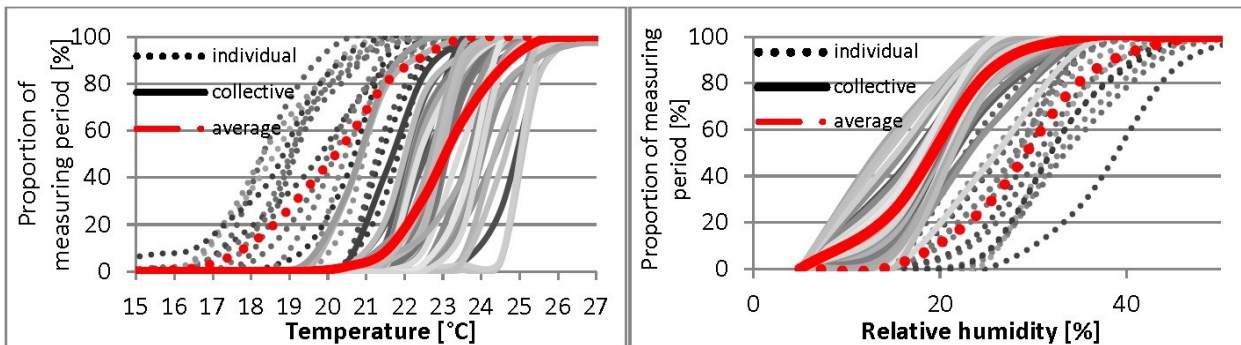 Proportion of
measuring period [%]
100
80
60
40
20
0
individual
collective
average
15 16 17 18 19 20 21 22 23 24 25 26 27
Temperature [°C]
Proportion of measuring
period [%]
100
80
60
40
20
0
individual
collective
average
0 20 40
Relative humidity [%]